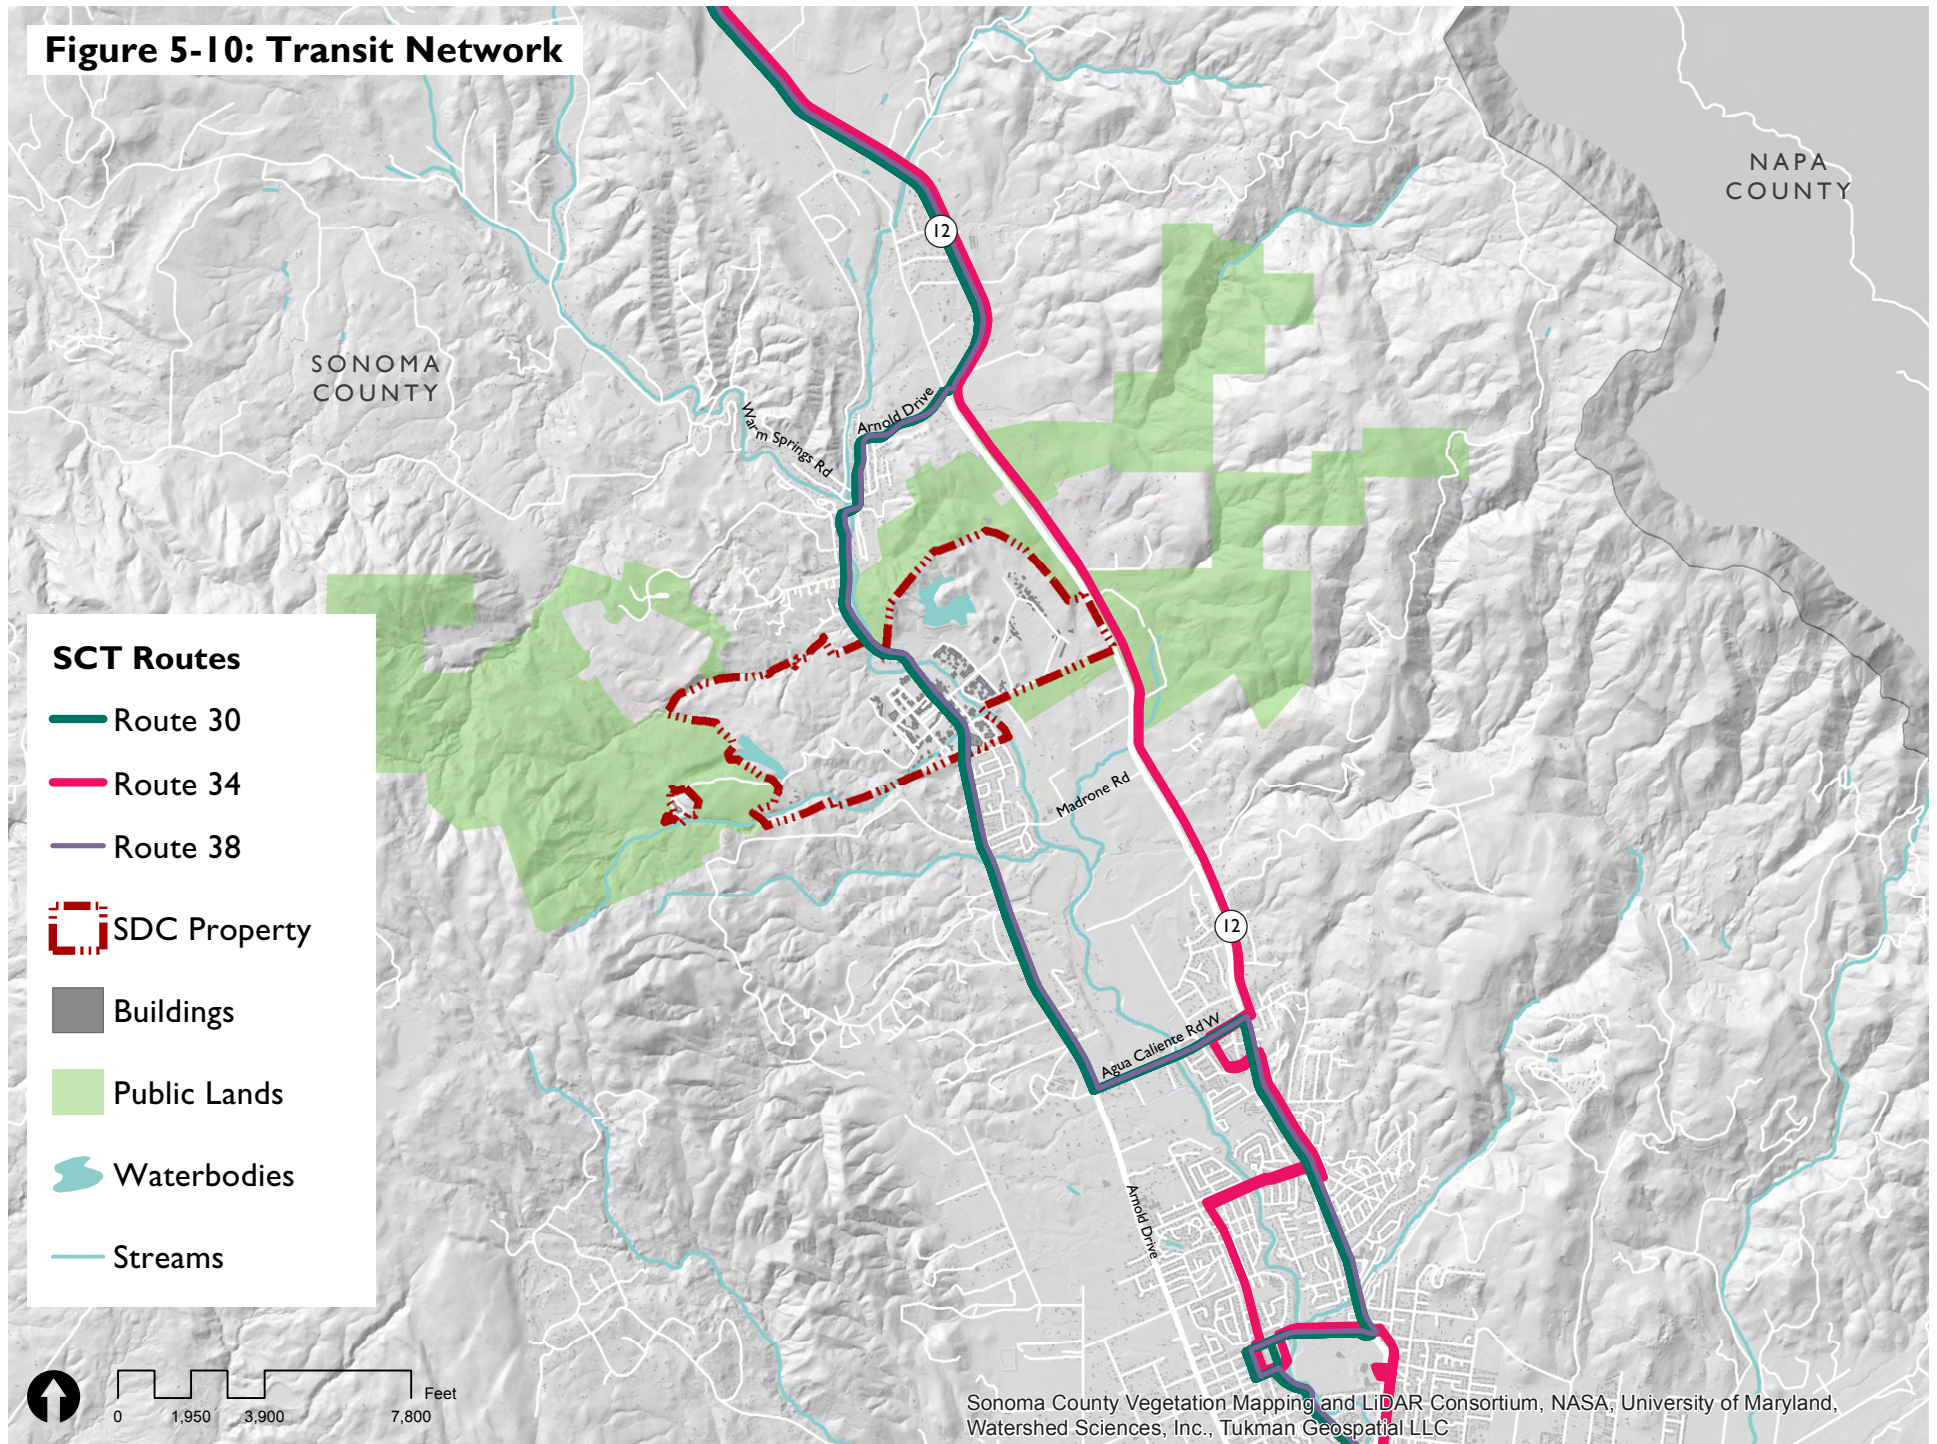 Figure 5-10: Transit Network
NAPA
COUNTY
12
SONOMA
COUNTY
Arnold Drive
Warm Springs Rd
SCT Routes
Route 30
Route 34
Route 38
SDC Property
Buildings
Public Lands
Waterbodies
Streams
Madrone Rd
12
Agua Caliente Rd W
Arnold Drive
Feet
0 1,950 3,900 7,800
Sonoma County Vegetation Mapping and LiDAR Consortium, NASA, University of Maryland,
Watershed Sciences, Inc., Tukman Geospatial LLC